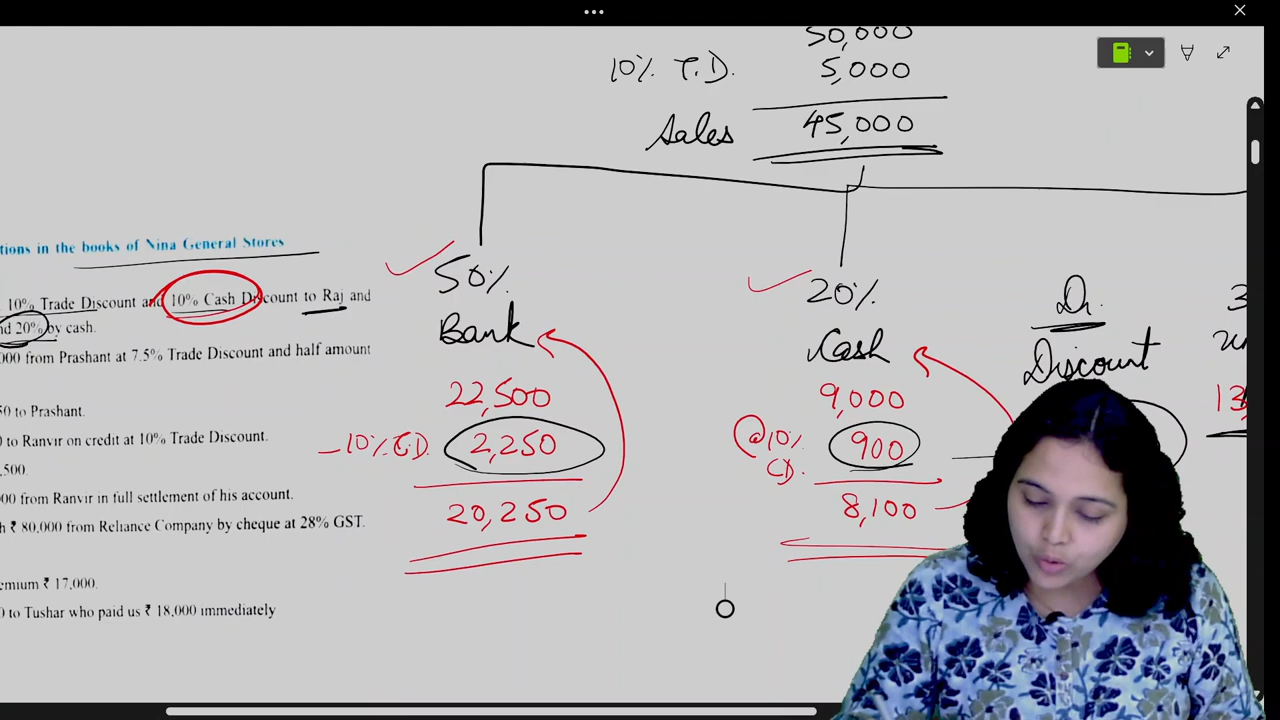 50,000
10% T.D. 5,000
Sales 45,000
tions in the books of Nina General Stores
10% Trade Discount and 10% Cash Discount to Raj and
nd 20% by cash.
000 from Prashant at 7.5% Trade Discount and half amount
50 to Prashant.
0 to Ranvir on credit at 10% Trade Discount.
,500.
000 from Ranvir in full settlement of his account.
h ₹ 80,000 from Reliance Company by cheque at 28% GST.
emium ₹ 17,000.
0 to Tushar who paid us ₹ 18,000 immediately
50%
Bank
22,500
10% C.D. 2,250
20,250
20%
Cash
9,000
@10% CD. 900
8,100
Dr.
Discount
3
13